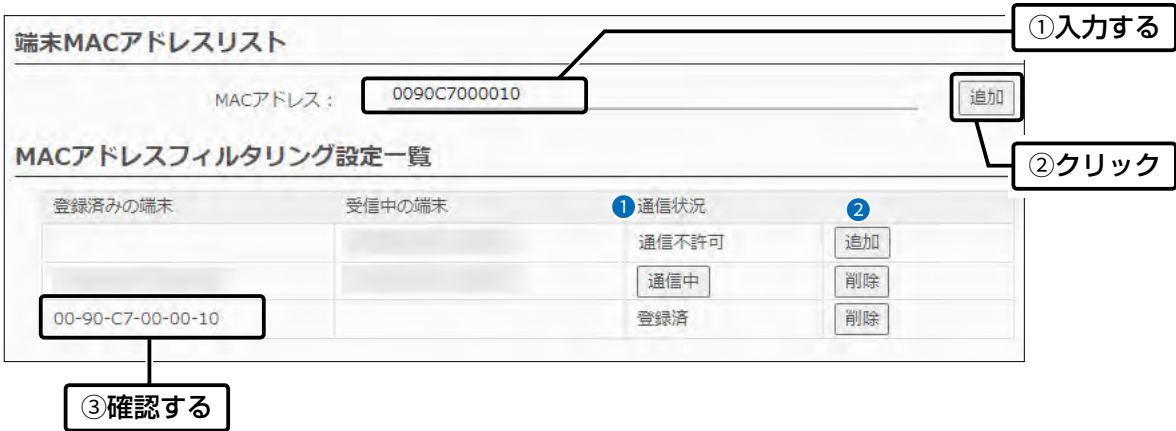 端末MACアドレスリスト
①入力する
MACアドレス： 0090C7000010 追加
MACアドレスフィルタリング設定一覧
②クリック
登録済みの端末 受信中の端末 ❶通信状況 ❷
通信不許可 追加
通信中 削除
00-90-C7-00-00-10 登録済 削除
③確認する